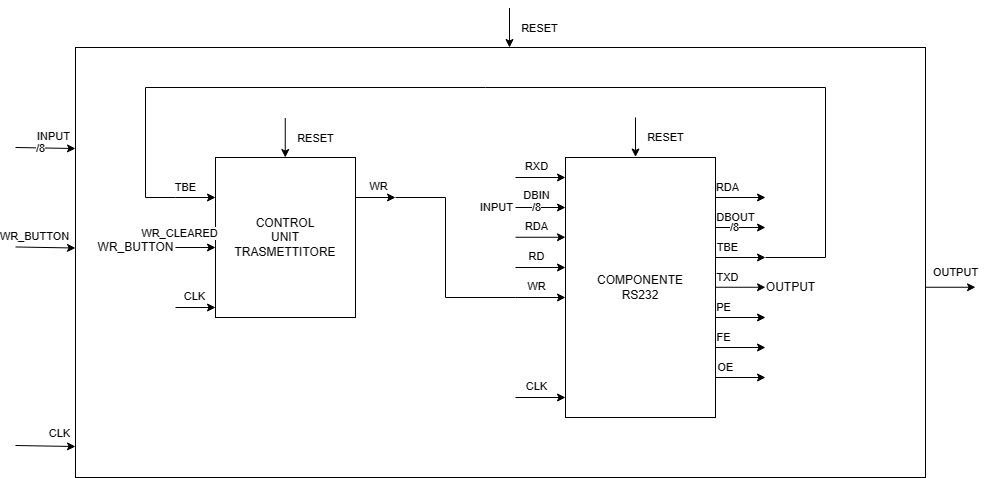 RESET
INPUT
/8
WR_BUTTON
CLK
RESET
TBE
WR_CLEARED
WR_BUTTON
CLK
CONTROL
UNIT
TRASMETTITORE
WR
RESET
RXD
DBIN
INPUT
/8
RDA
RD
WR
CLK
COMPONENTE
RS232
RDA
DBOUT
/8
TBE
TXD
OUTPUT
PE
FE
OE
OUTPUT